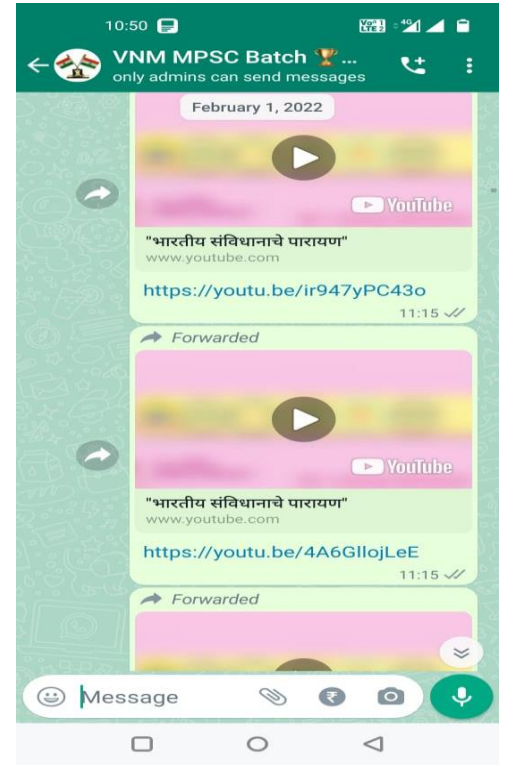 10:50
VNM MPSC Batch 🏆...
only admins can send messages
February 1, 2022
YouTube
"भारतीय संविधानाचे पारायण"
www.youtube.com
https://youtu.be/ir947yPC43o
11:15
Forwarded
YouTube
"भारतीय संविधानाचे पारायण"
www.youtube.com
https://youtu.be/4A6GlIojLeE
11:15
Forwarded
Message